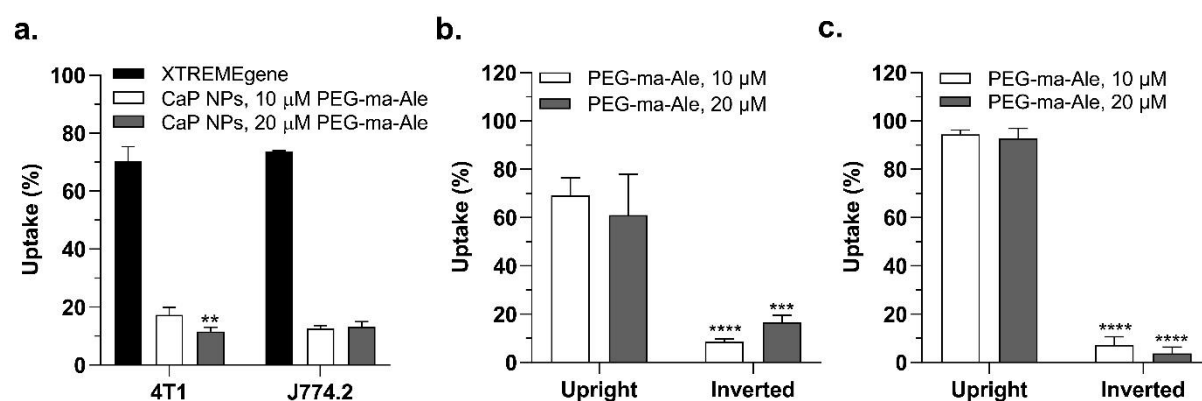 a.
XTREMEgene
CaP NPs, 10 μM PEG-ma-Ale
CaP NPs, 20 μM PEG-ma-Ale
Uptake (%)
100
80
60
40
20
0
**
4T1
J774.2
b.
PEG-ma-Ale, 10 μM
PEG-ma-Ale, 20 μM
Uptake (%)
120
100
80
60
40
20
0
****
***
Upright
Inverted
c.
PEG-ma-Ale, 10 μM
PEG-ma-Ale, 20 μM
Uptake (%)
120
100
80
60
40
20
0
****
****
Upright
Inverted